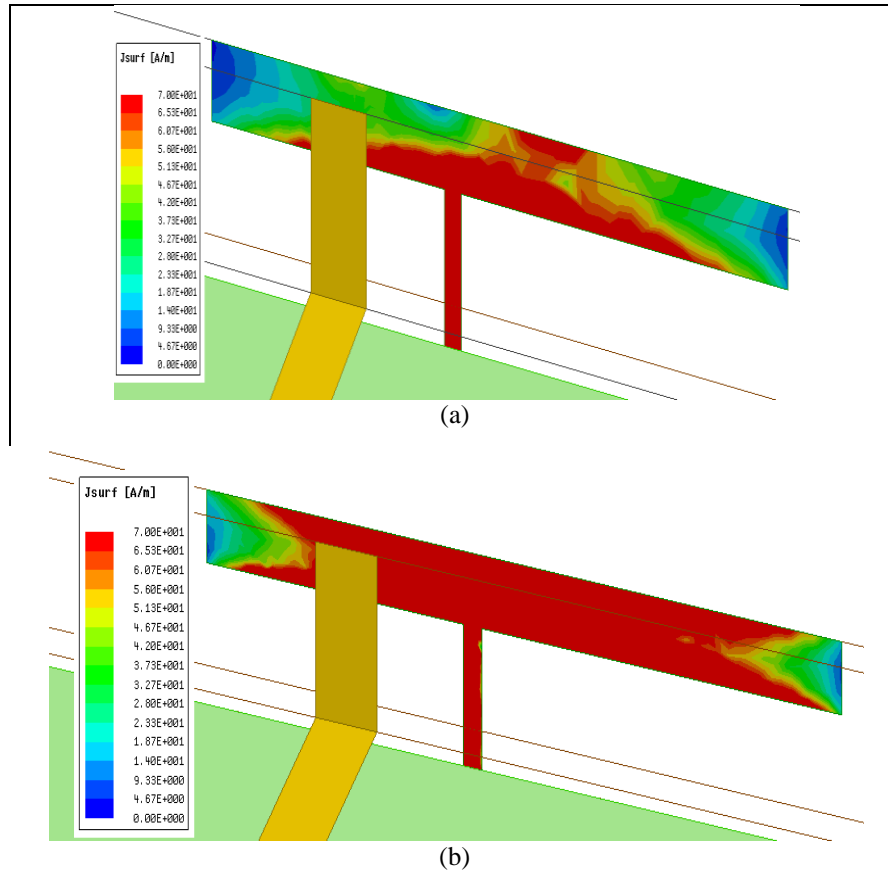 Jsurf [A/m]
7.00E+001
6.53E+001
6.07E+001
5.60E+001
5.13E+001
4.67E+001
4.20E+001
3.73E+001
3.27E+001
2.80E+001
2.33E+001
1.87E+001
1.40E+001
9.33E+000
4.67E+000
0.00E+000
(a)
Jsurf [A/m]
7.00E+001
6.53E+001
6.07E+001
5.60E+001
5.13E+001
4.67E+001
4.20E+001
3.73E+001
3.27E+001
2.80E+001
2.33E+001
1.87E+001
1.40E+001
9.33E+000
4.67E+000
0.00E+000
(b)